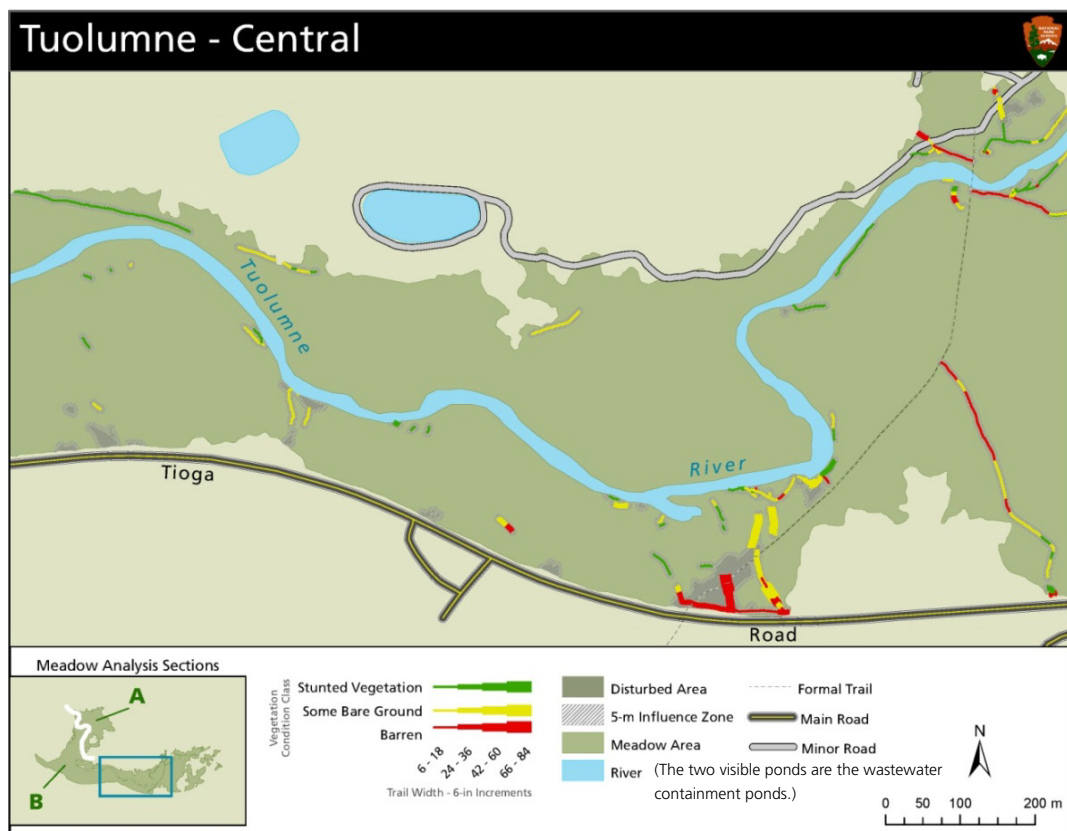 Tuolumne - Central
NATIONAL
PARK
SERVICE
Tuolumne
River
Tioga
Road
Meadow Analysis Sections
A
B
Vegetation
Condition Class
Stunted Vegetation
Some Bare Ground
Barren
6 - 18
24 - 36
42 - 60
66 - 84
Trail Width - 6-in Increments
Disturbed Area
5-m Influence Zone
Meadow Area
River (The two visible ponds are the wastewater
containment ponds.)
Formal Trail
Main Road
Minor Road
N
0 50 100 200 m